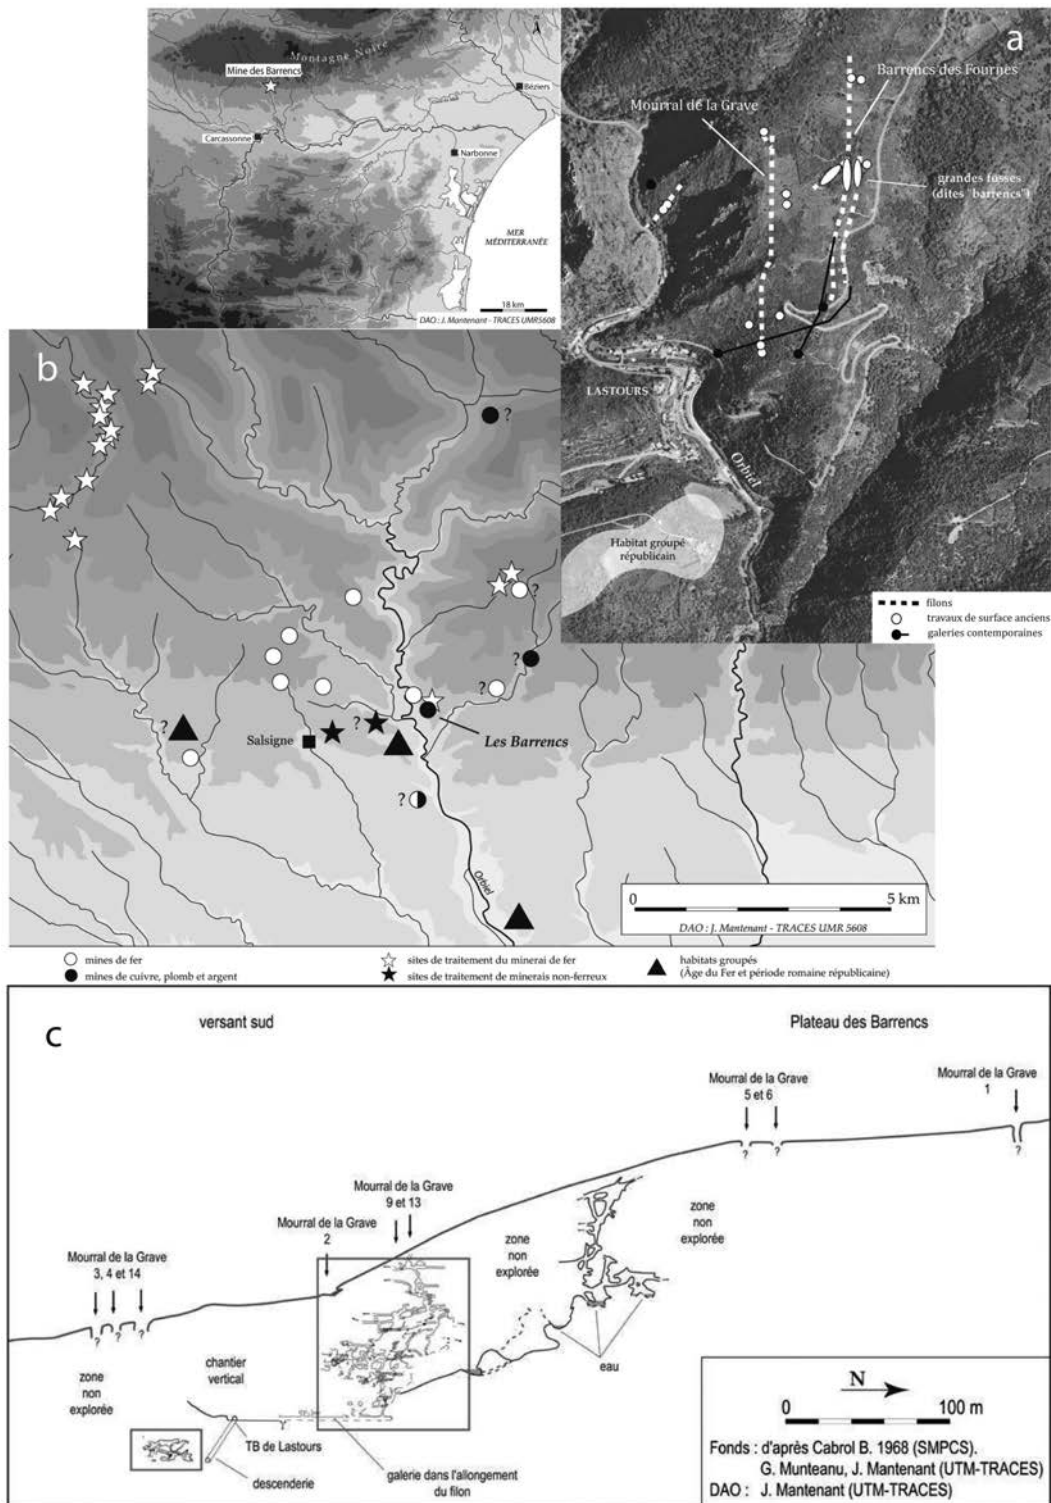 Montagne Noire
Mine des Barrencs
Béziers
Carcassonne
Narbonne
MER
MÉDITERRANÉE
18 km
DAO : J. Mantenant - TRACES UMR5608
a
Barrencs des Fournes
Mourral de la Grave
grandes fosses
(dites "barrencs")
LASTOURS
Orbiel
Habitat groupé
républicain
filons
travaux de surface anciens
galeries contemporaines
b
?
?
?
?
?
?
?
Salsigne
Les Barrencs
Orbiel
0 5 km
DAO : J. Mantenant - TRACES UMR 5608
mines de fer
mines de cuivre, plomb et argent
sites de traitement du minerai de fer
sites de traitement de minerais non-ferreux
habitats groupés
(Âge du Fer et période romaine républicaine)
c
versant sud
Plateau des Barrencs
Mourral de la Grave
1
Mourral de la Grave
5 et 6
Mourral de la Grave
9 et 13
Mourral de la Grave
2
Mourral de la Grave
3, 4 et 14
? ? ?
? ?
?
zone
non
explorée
zone
non
explorée
zone
non
explorée
chantier
vertical
eau
TB de Lastours
descenderie
galerie dans l'allongement
du filon
N
0 100 m
Fonds : d'après Cabrol B. 1968 (SMPCS).
G. Munteanu, J. Mantenant (UTM-TRACES)
DAO : J. Mantenant (UTM-TRACES)